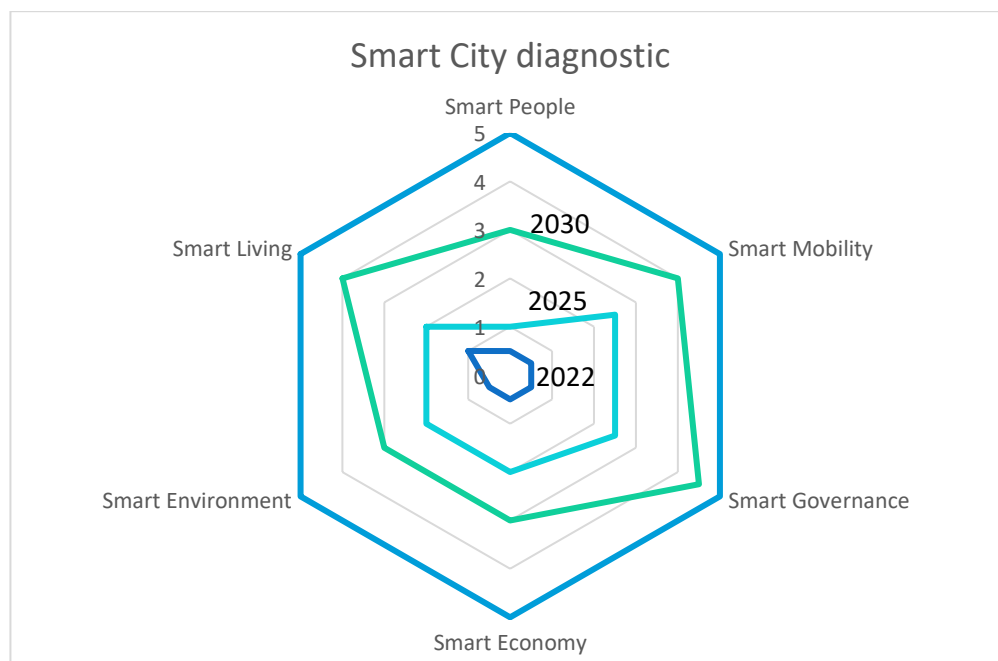 Smart City diagnostic
Smart People
5
4
3
2030
Smart Living
Smart Mobility
2
2025
1
0
2022
Smart Environment
Smart Governance
Smart Economy